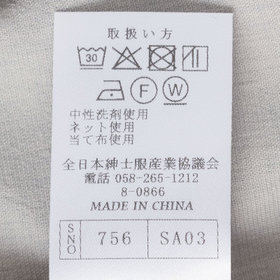 取扱い方
30
F W
中性洗剤使用
ネット使用
当て布使用
全日本紳士服産業協議会
電話 058-265-1212
8-0866
MADE IN CHINA
SNO 756 SA03